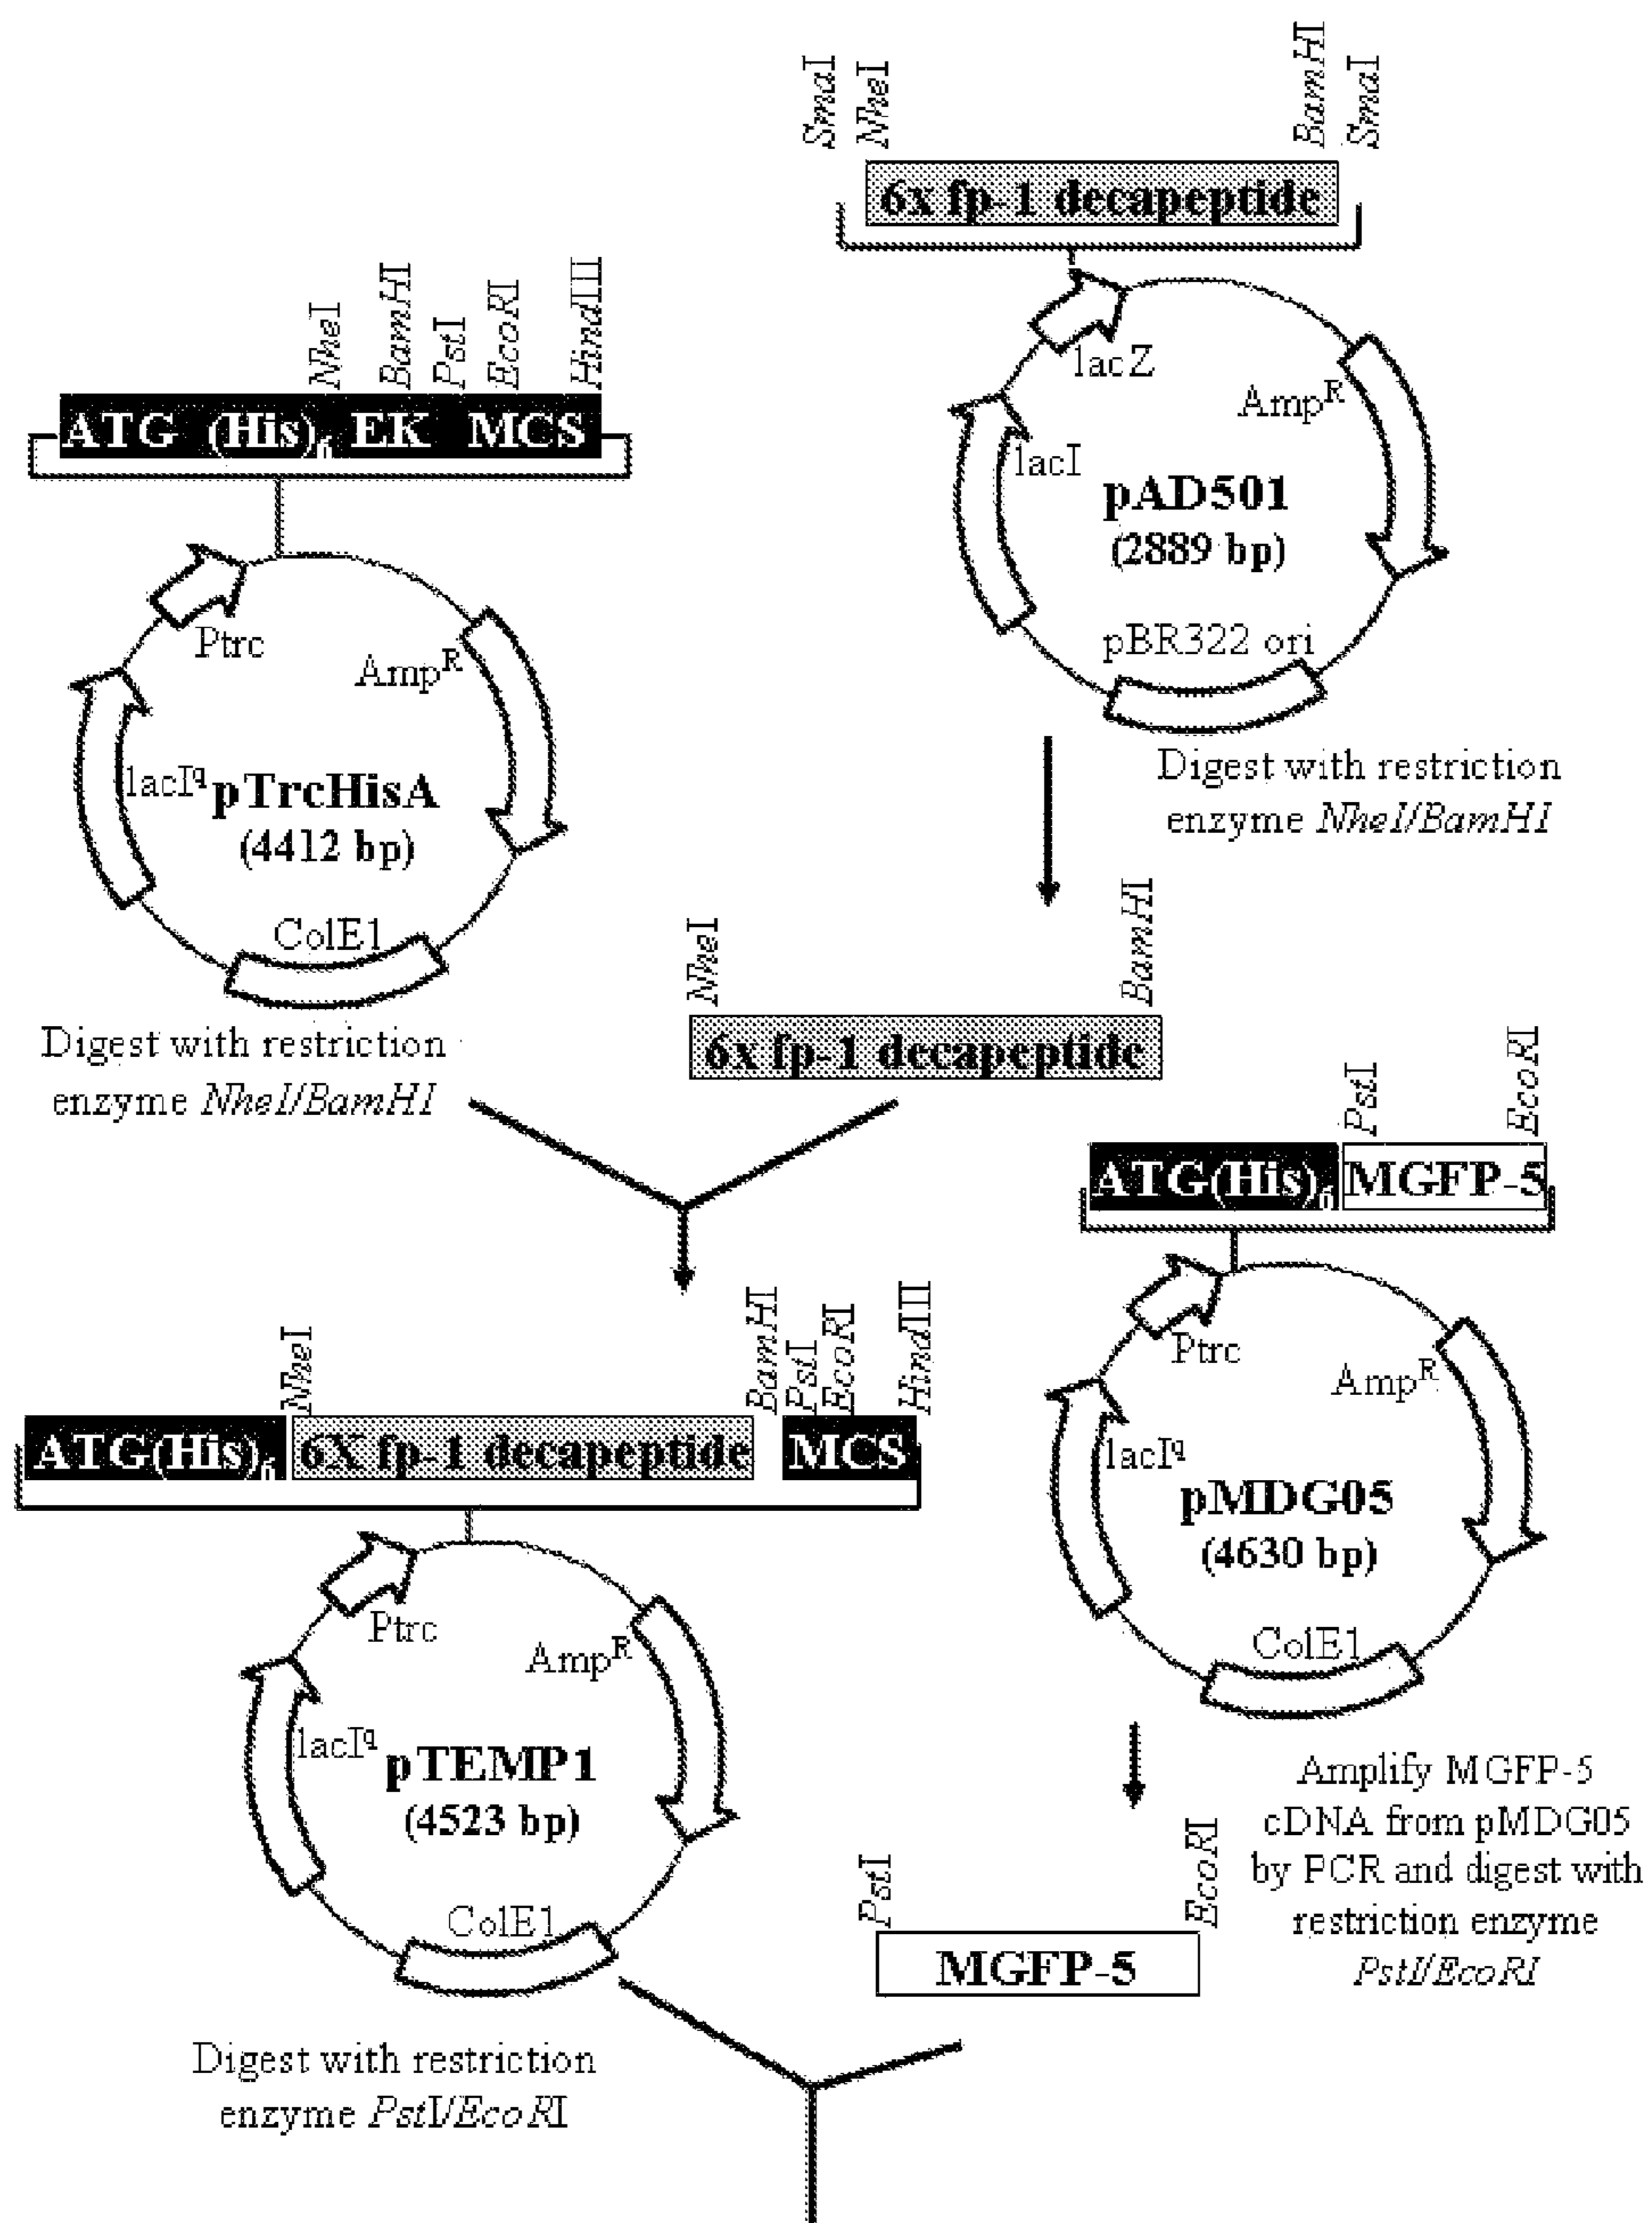 SmaI
NheI
BamHI
SmaI
6x fp-1 decapeptide
lacZ
AmpR
lacI
pAD501
(2889 bp)
pBR322 ori
Digest with restriction
enzyme NheI/BamHI
NheI
BamHI
PstI
EcoRI
HindIII
ATG (His)6 EK MCS
Ptrc
AmpR
lacIq
pTrcHisA
(4412 bp)
ColE1
Digest with restriction
enzyme NheI/BamHI
NheI
BamHI
6x fp-1 decapeptide
PstI
EcoRI
ATG(His)6
MGFP-5
Ptrc
AmpR
lacIq
pMDG05
(4630 bp)
ColE1
Amplify MGFP-5
cDNA from pMDG05
by PCR and digest with
restriction enzyme
PstI/EcoRI
NheI
BamHI
PstI
EcoRI
HindIII
ATG(His)6
6X fp-1 decapeptide
MCS
Ptrc
AmpR
lacIq
pTEMP1
(4523 bp)
ColE1
Digest with restriction
enzyme PstI/EcoRI
PstI
EcoRI
MGFP-5